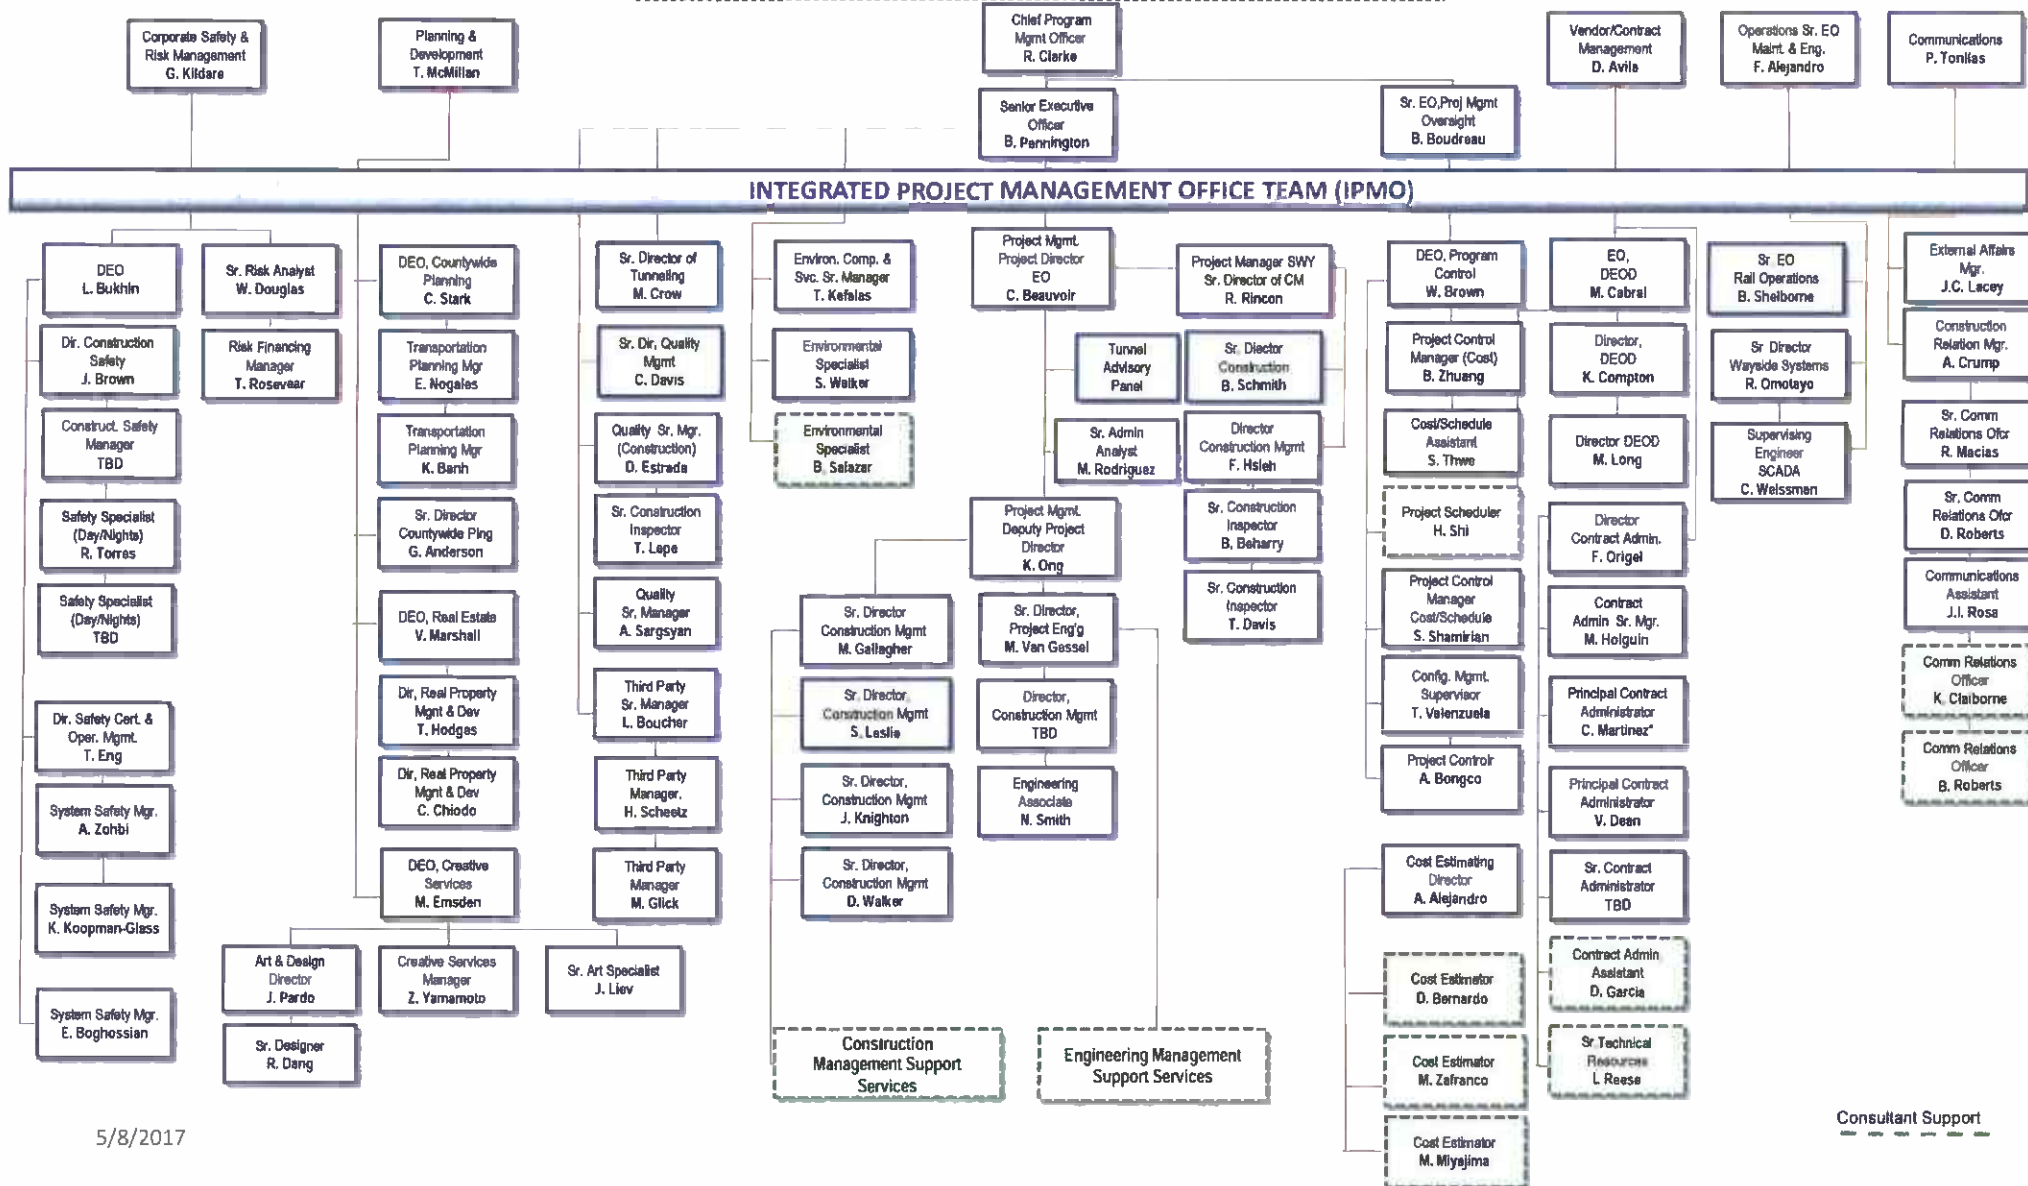 Corporate Safety &
Risk Management
G. Kildare
Planning &
Development
T. McMillan
Chief Program
Mgmt Officer
R. Clarke
Vendor/Contract
Management
D. Avila
Operations Sr. EO
Maint. & Eng.
F. Alejandro
Communications
P. Tonilas
Senior Executive
Officer
B. Pennington
Sr. EO,Proj Mgmt
Oversight
B. Boudreau
INTEGRATED PROJECT MANAGEMENT OFFICE TEAM (IPMO)
DEO
L. Bukhin
Dir. Construction
Safety
J. Brown
Construct. Safety
Manager
TBD
Safety Specialist
(Day/Nights)
R. Torres
Safety Specialist
(Day/Nights)
TBD
Dir. Safety Cert. &
Oper. Mgmt.
T. Eng
System Safety Mgr.
A. Zohbi
System Safety Mgr.
K. Koopman-Glass
System Safety Mgr.
E. Boghossian
Sr. Risk Analyst
W. Douglas
Risk Financing
Manager
T. Rosevear
DEO, Countywide
Planning
C. Stark
Transportation
Planning Mgr
E. Nogales
Transportation
Planning Mgr
K. Banh
Sr. Director
Countywide Plng
G. Anderson
DEO, Real Estate
V. Marshall
Dir, Real Property
Mgnt & Dev
T. Hodges
Dir, Real Property
Mgnt & Dev
C. Chiodo
DEO, Creative
Services
M. Emsden
Art & Design
Director
J. Pardo
Creative Services
Manager
Z. Yamamoto
Sr. Art Specialist
J. Liev
Sr. Designer
R. Dang
Sr. Director of
Tunneling
M. Crow
Sr. Dir, Quality
Mgmt
C. Davis
Quality Sr. Mgr.
(Construction)
D. Estrada
Sr. Construction
Inspector
T. Lepe
Quality
Sr. Manager
A. Sargsyan
Third Party
Sr. Manager
L. Boucher
Third Party
Manager.
H. Scheetz
Third Party
Manager
M. Glick
Environ. Comp. &
Svc. Sr. Manager
T. Kefalas
Environmental
Specialist
S. Walker
Environmental
Specialist
B. Salazar
Project Mgmt.
Project Director
EO
C. Beauvoir
Project Manager SWY
Sr. Director of CM
R. Rincon
Tunnel
Advisory
Panel
Sr. Diector
Construction
B. Schmith
Sr. Admin
Analyst
M. Rodriguez
Director
Construction Mgmt
F. Hsieh
Sr. Construction
Inspector
B. Beharry
Sr. Construction
Inspector
T. Davis
Project Mgmt.
Deputy Project
Director
K. Ong
Sr. Director
Construction Mgmt
M. Gallagher
Sr. Director,
Construction Mgmt
S. Leslie
Sr. Director,
Construction Mgmt
J. Knighton
Sr. Director,
Construction Mgmt
D. Walker
Sr. Director,
Project Eng'g
M. Van Gessel
Director,
Construction Mgmt
TBD
Engineering
Associate
N. Smith
Construction
Management Support
Services
Engineering Management
Support Services
DEO, Program
Control
W. Brown
Project Control
Manager (Cost)
B. Zhuang
Cost/Schedule
Assistant
S. Thwe
Project Scheduler
H. Shi
Project Control
Manager
Cost/Schedule
S. Shamirian
Config. Mgmt.
Supervisor
T. Valenzuela
Project Controlr
A. Bongco
Cost Estimating
Director
A. Alejandro
Cost Estimator
D. Bernardo
Cost Estimator
M. Zafranco
Cost Estimator
M. Miyajima
EO,
DEOD
M. Cabral
Director,
DEOD
K. Compton
Director DEOD
M. Long
Director
Contract Admin.
F. Origel
Contract
Admin Sr. Mgr.
M. Holguin
Principal Contract
Administrator
C. Martinez*
Principal Contract
Administrator
V. Dean
Sr. Contract
Administrator
TBD
Contract Admin
Assistant
D. Garcia
Sr Technical
Resources
L Reese
Sr EO
Rail Operations
B. Shelborne
Sr Director
Wayside Systems
R. Omotayo
Supervising
Engineer
SCADA
C. Weissman
External Affairs
Mgr.
J.C. Lacey
Construction
Relation Mgr.
A. Crump
Sr. Comm
Relations Ofcr
R. Macias
Sr. Comm
Relations Ofcr
D. Roberts
Communications
Assistant
J.I. Rosa
Comm Relations
Officer
K. Claiborne
Comm Relations
Officer
B. Roberts
5/8/2017
Consultant Support